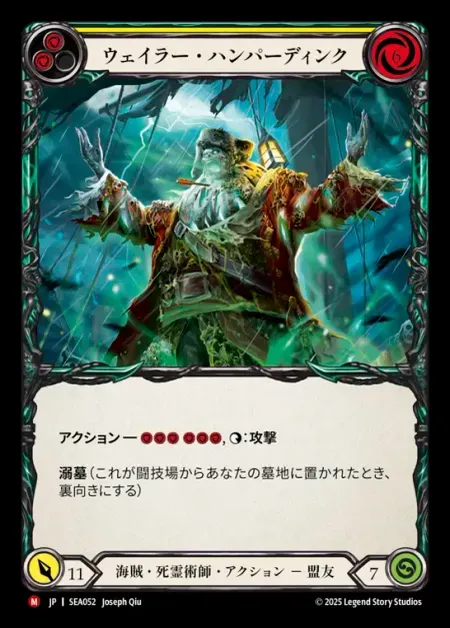 ウェイラー・ハンパーディンク
6
アクション ― , : 攻撃
溺墓(これが闘技場からあなたの墓地に置かれたとき、
裏向きにする)
11
海賊・死霊術師・アクション － 盟友
7
M JP | SEA052 Joseph Qiu
© 2025 Legend Story Studios